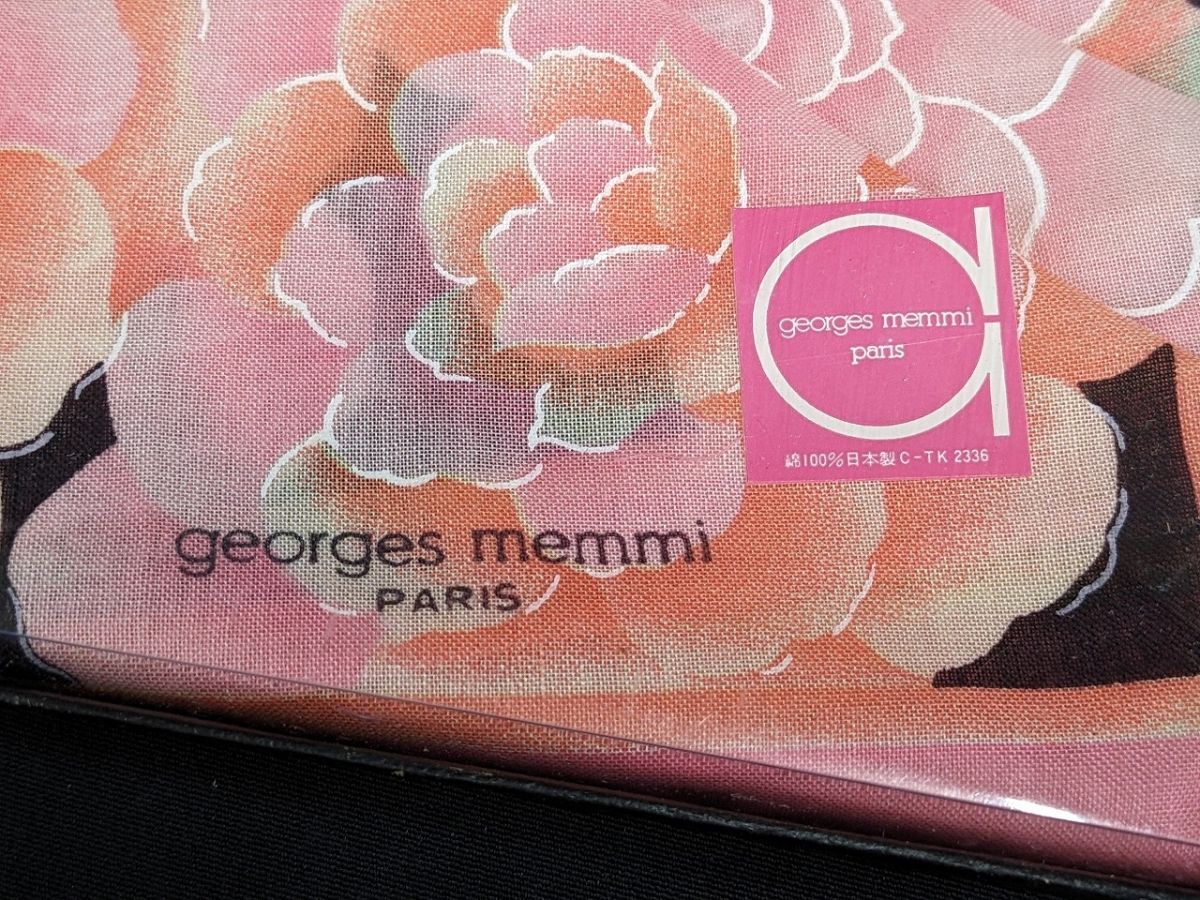 georges memmi
paris
綿100%日本製 C-TK 2336
georges memmi
PARIS